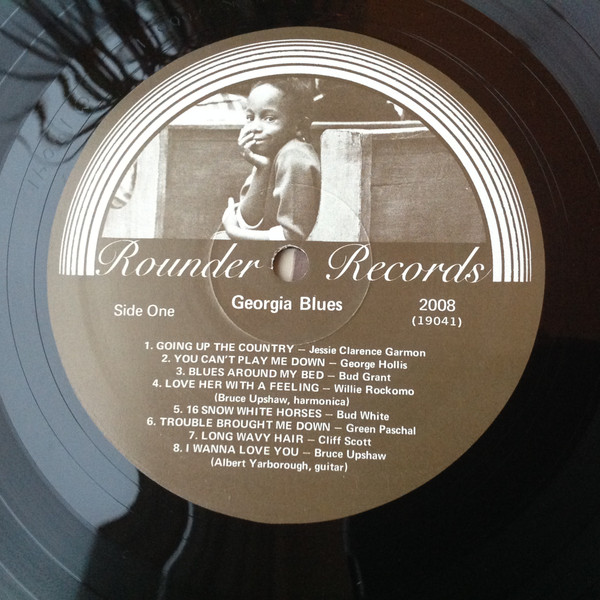 Rounder Records
Side One
Georgia Blues
2008
(19041)
1. GOING UP THE COUNTRY — Jessie Clarence Garmon
2. YOU CAN'T PLAY ME DOWN — George Hollis
3. BLUES AROUND MY BED — Bud Grant
4. LOVE HER WITH A FEELING — Willie Rockomo
(Bruce Upshaw, harmonica)
5. 16 SNOW WHITE HORSES — Bud White
6. TROUBLE BROUGHT ME DOWN — Green Paschal
7. LONG WAVY HAIR — Cliff Scott
8. I WANNA LOVE YOU — Bruce Upshaw
(Albert Yarborough, guitar)